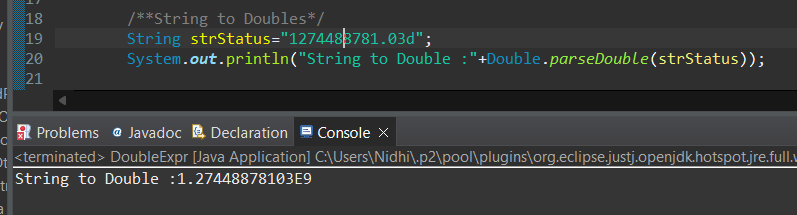 17
18 /**String to Doubles*/
19 String strStatus="1274488781.03d";
20 System.out.println("String to Double :"+Double.parseDouble(strStatus));
21
Problems @ Javadoc Declaration Console
<terminated> DoubleExpr [Java Application] C:\Users\Nidhi\.p2\pool\plugins\org.eclipse.justj.openjdk.hotspot.jre.full.
String to Double :1.27448878103E9